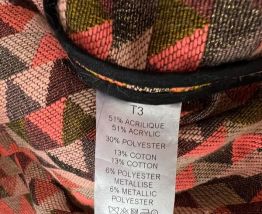 T3
51% ACRILIQUE
51% ACRYLIC
30% POLYESTER
13% COTON
13% COTTON
6% POLYESTER
METALLISE
6% METALLIC
POLYESTER